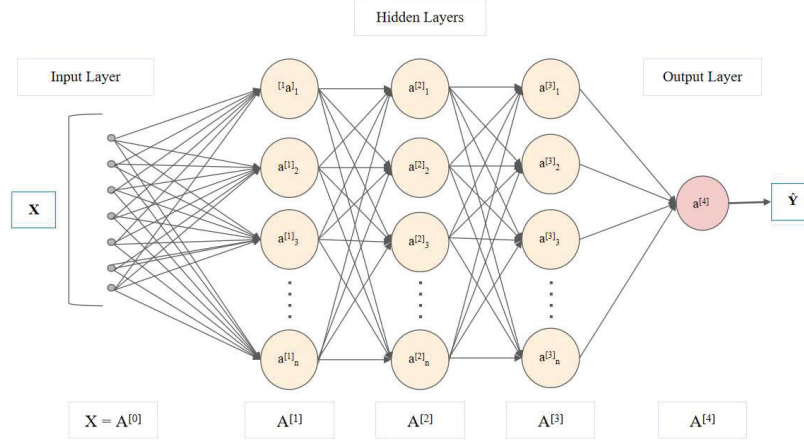 Hidden Layers
Input Layer
Output Layer
X
[1a]1
a[1]2
a[1]3
a[1]n
a[2]1
a[2]2
a[2]3
a[2]n
a[3]1
a[3]2
a[3]3
a[3]n
a[4]
Ŷ
X = A[0]
A[1]
A[2]
A[3]
A[4]